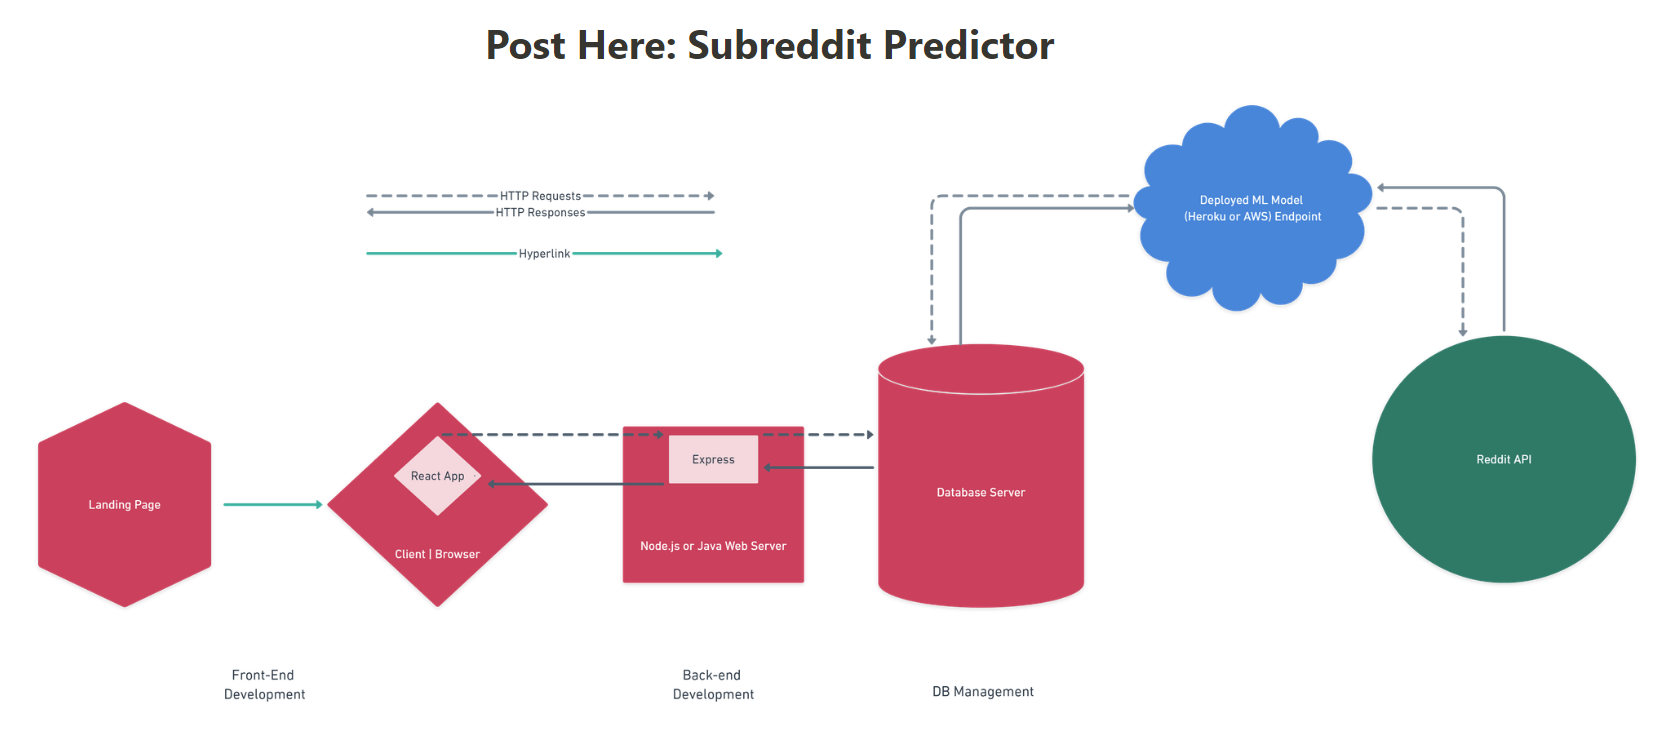 Post Here: Subreddit Predictor
HTTP Requests
HTTP Responses
Hyperlink
Deployed ML Model
(Heroku or AWS) Endpoint
Landing Page
React App
Client | Browser
Express
Node.js or Java Web Server
Database Server
Reddit API
Front-End
Development
Back-end
Development
DB Management